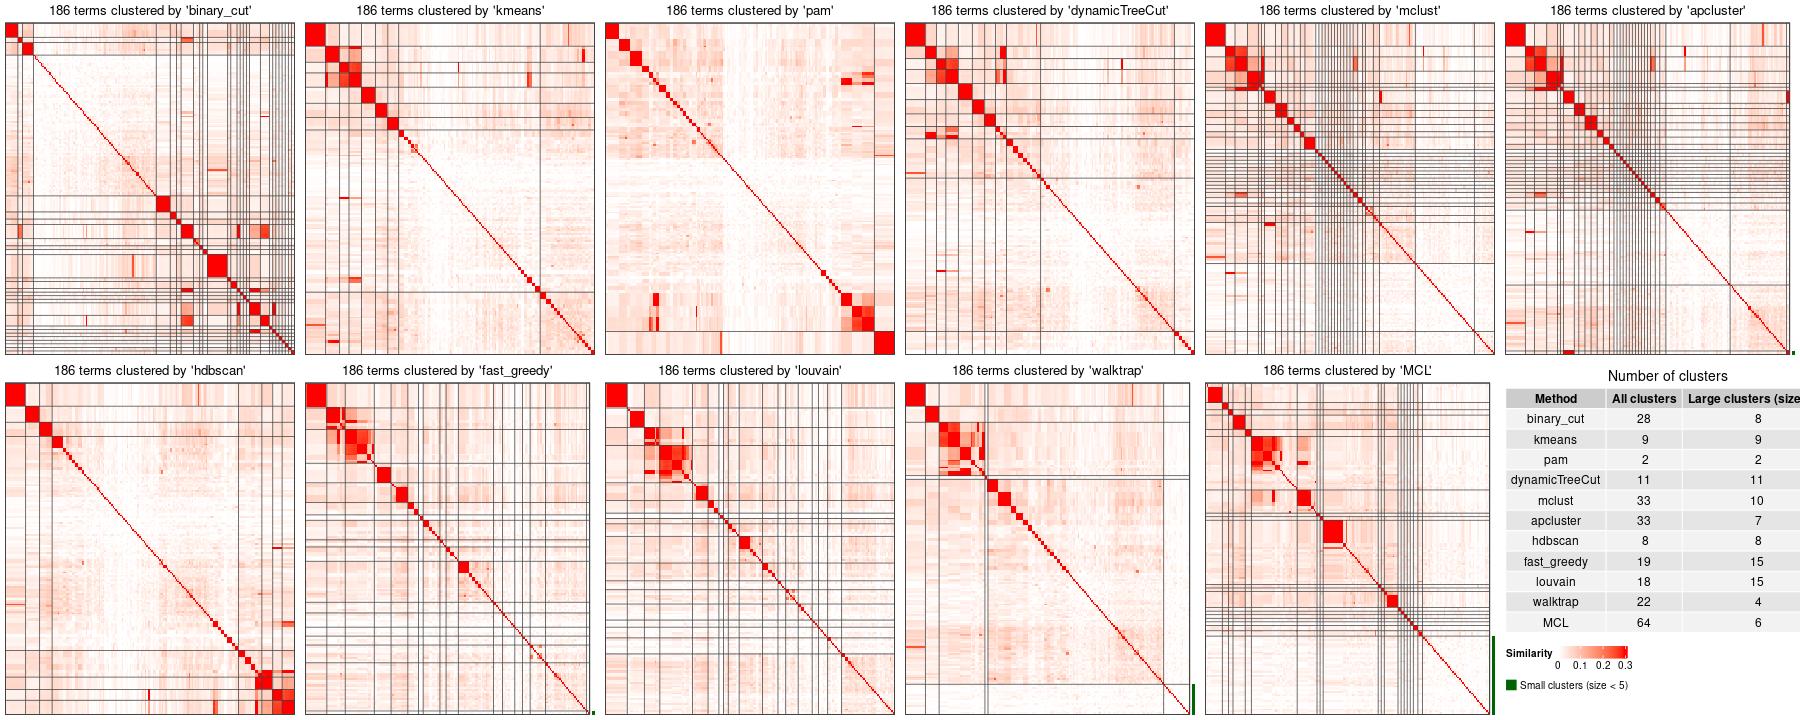 186 terms clustered by 'binary_cut'
186 terms clustered by 'kmeans'
186 terms clustered by 'pam'
186 terms clustered by 'dynamicTreeCut'
186 terms clustered by 'mclust'
186 terms clustered by 'apcluster'
186 terms clustered by 'hdbscan'
186 terms clustered by 'fast_greedy'
186 terms clustered by 'louvain'
186 terms clustered by 'walktrap'
186 terms clustered by 'MCL'
Number of clusters
Method All clusters Large clusters (size
binary_cut 28 8
kmeans 9 9
pam 2 2
dynamicTreeCut 11 11
mclust 33 10
apcluster 33 7
hdbscan 8 8
fast_greedy 19 15
louvain 18 15
walktrap 22 4
MCL 64 6
Similarity
0 0.1 0.2 0.3
Small clusters (size < 5)